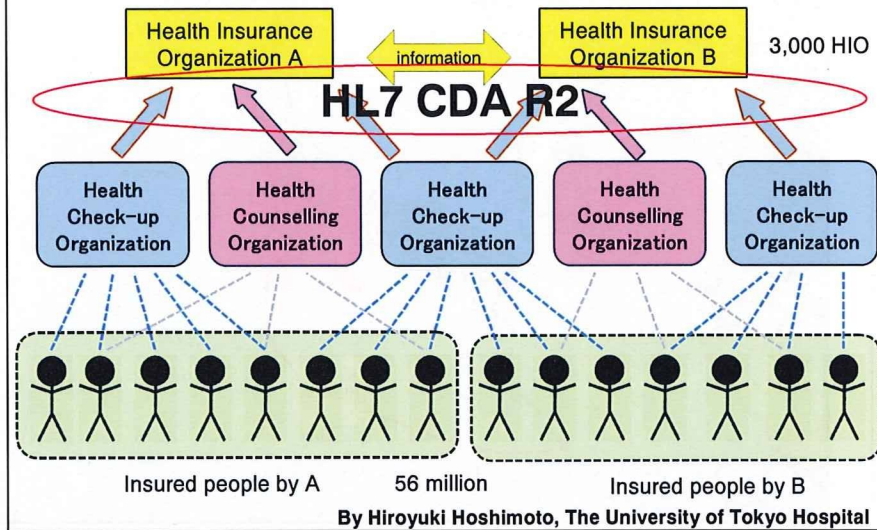 Health Insurance
Organization A
information
Health Insurance
Organization B
3,000 HIO
HL7 CDA R2
Health
Check-up
Organization
Health
Counselling
Organization
Health
Check-up
Organization
Health
Counselling
Organization
Health
Check-up
Organization
Insured people by A
56 million
Insured people by B
By Hiroyuki Hoshimoto, The University of Tokyo Hospital